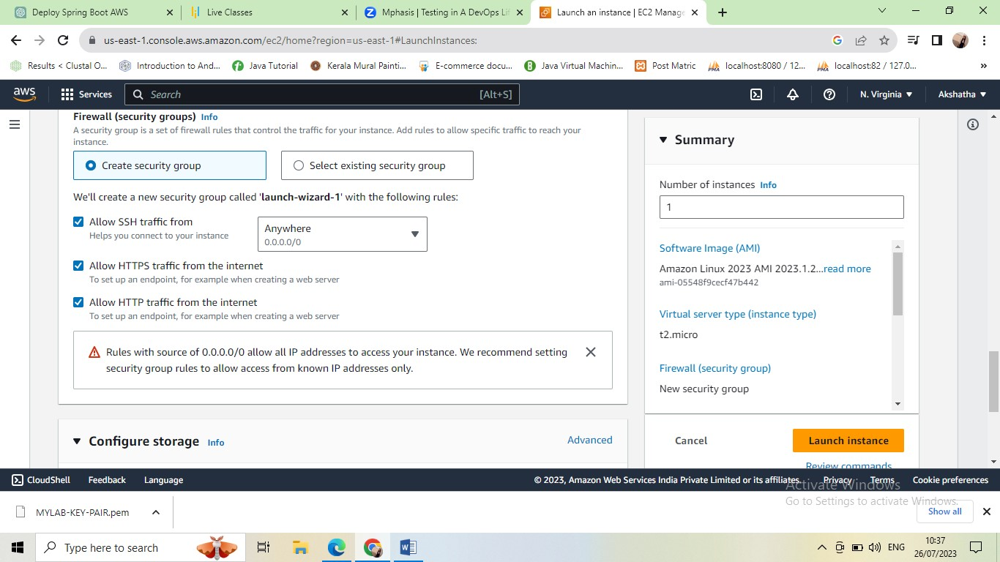 Deploy Spring Boot AWS
Live Classes
Mphasis | Testing in A DevOps Li
Launch an instance | EC2 Manage
us-east-1.console.aws.amazon.com/ec2/home?region=us-east-1#LaunchInstances:
Results < Clustal O...
Introduction to And...
Java Tutorial
Kerala Mural Painti...
E-commerce docu...
Java Virtual Machin...
Post Matric
localhost:8080 / 12...
localhost:82 / 127.0...
aws
Services
Search
[Alt+S]
N. Virginia
Akshatha
Firewall (security groups) Info
A security group is a set of firewall rules that control the traffic for your instance. Add rules to allow specific traffic to reach your
instance.
Create security group
Select existing security group
We'll create a new security group called 'launch-wizard-1' with the following rules:
Allow SSH traffic from
Helps you connect to your instance
Anywhere
0.0.0.0/0
Allow HTTPS traffic from the internet
To set up an endpoint, for example when creating a web server
Allow HTTP traffic from the internet
To set up an endpoint, for example when creating a web server
Rules with source of 0.0.0.0/0 allow all IP addresses to access your instance. We recommend setting
security group rules to allow access from known IP addresses only.
Configure storage Info
Advanced
Summary
Number of instances Info
1
Software Image (AMI)
Amazon Linux 2023 AMI 2023.1.2...read more
ami-05548f9cecf47b442
Virtual server type (instance type)
t2.micro
Firewall (security group)
New security group
Cancel
Launch instance
Review commands
CloudShell
Feedback
Language
© 2023, Amazon Web Services India Private Limited or its affiliates.
Privacy
Terms
Cookie preferences
Activate Windows
Go to Settings to activate Windows.
MYLAB-KEY-PAIR.pem
Show all
Type here to search
ENG
10:37
26/07/2023